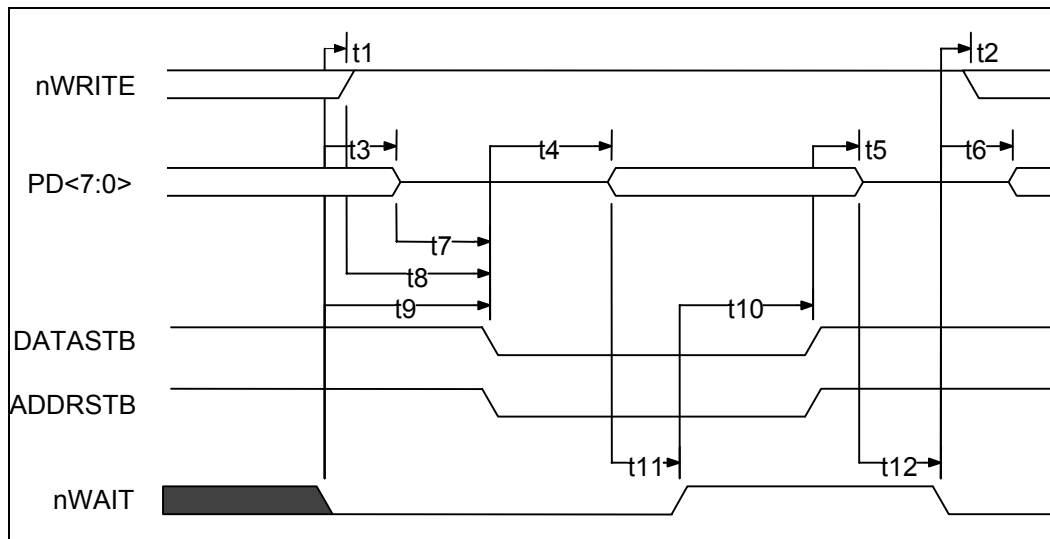 t1 t2
nWRITE
t3 t4 t5 t6
PD<7:0>
t7
t8
t9 t10
DATASTB
ADDRSTB
t11 t12
nWAIT